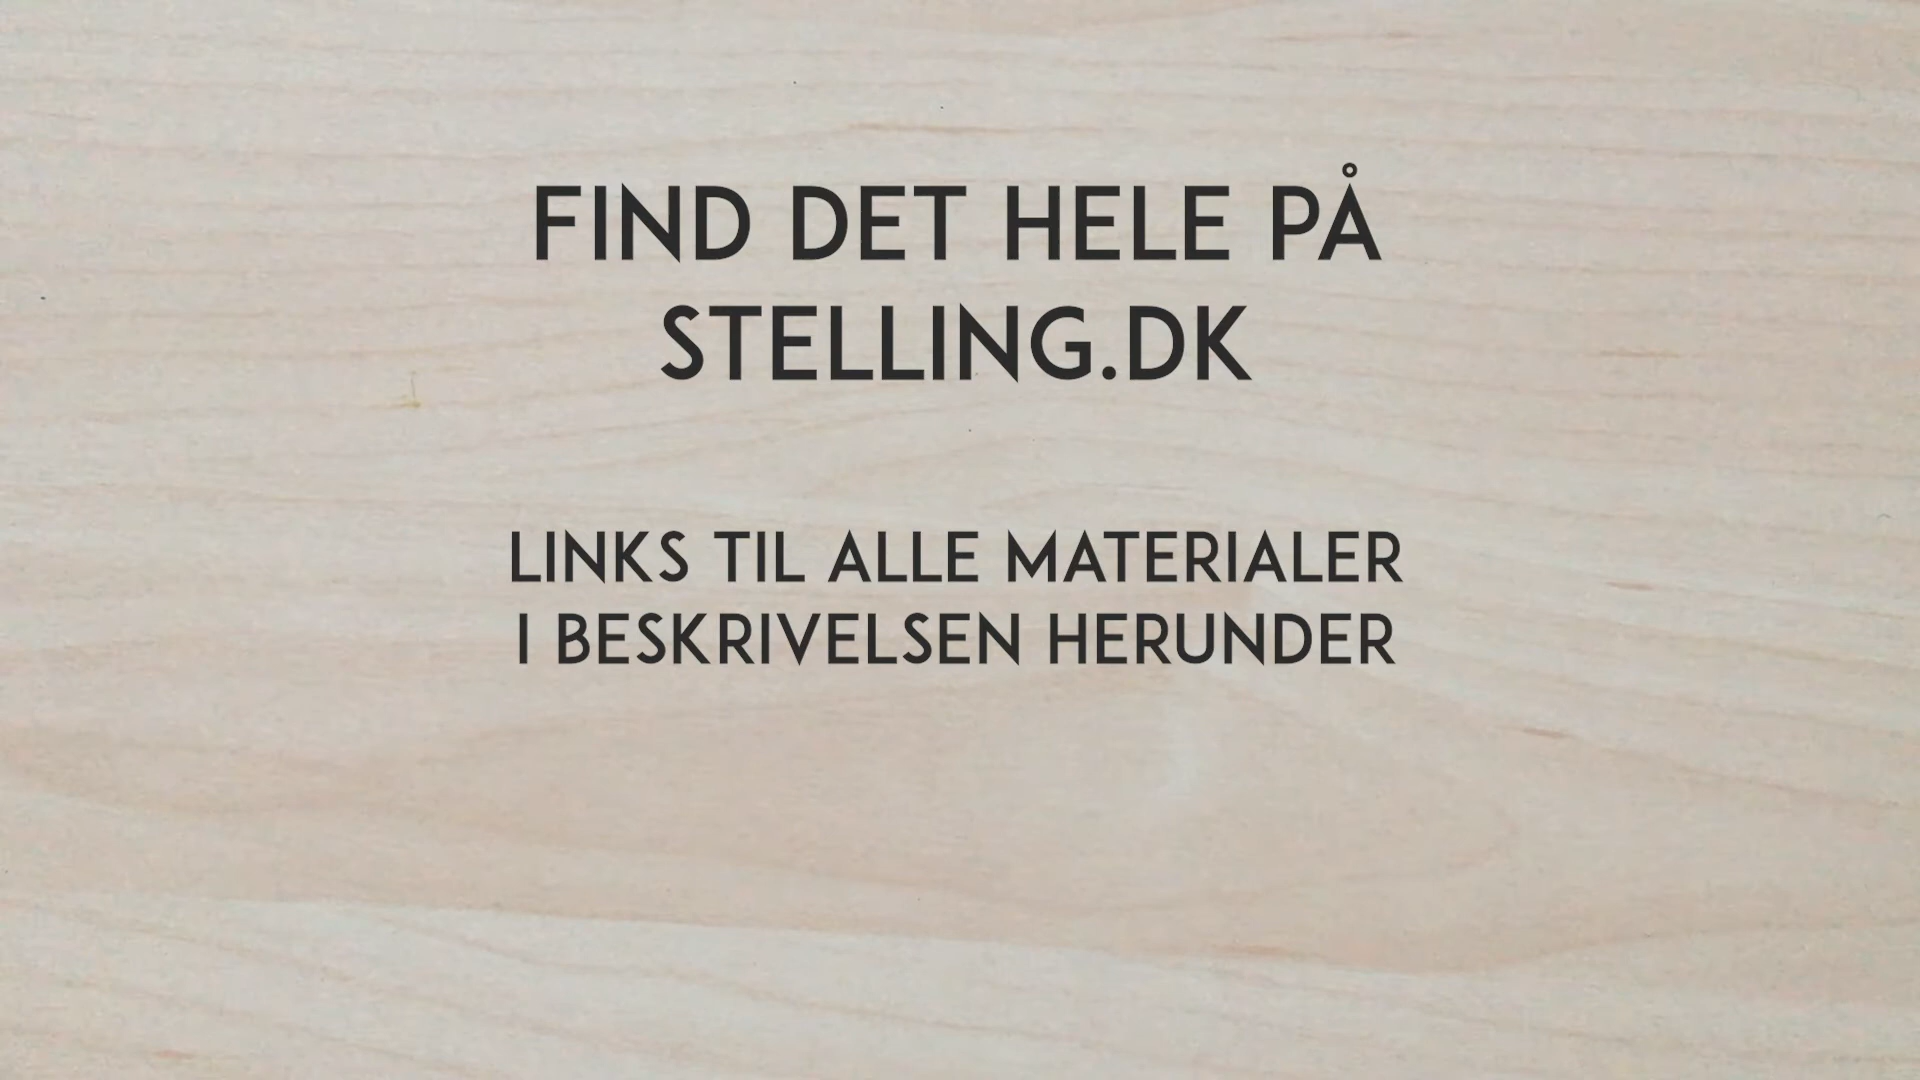 FIND DET HELE PÅ
STELLING.DK
LINKS TIL ALLE MATERIALER
I BESKRIVELSEN HERUNDER